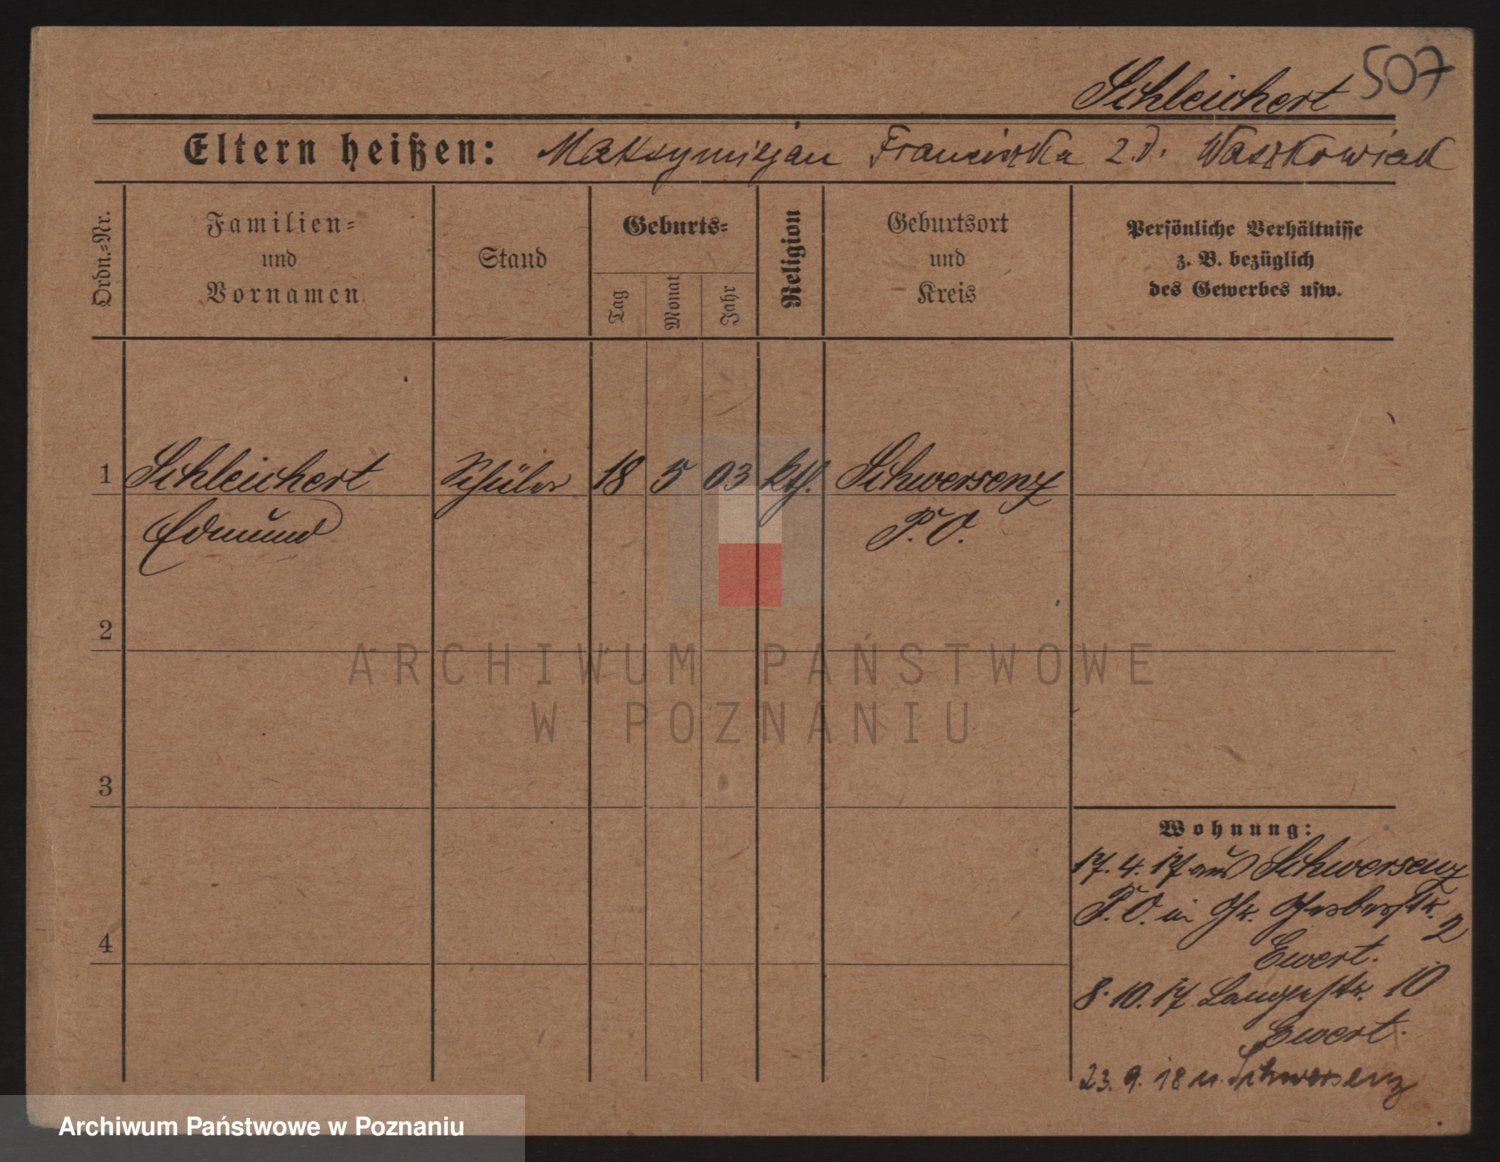 Schleichert 507
Eltern heißen: Maksymiljan Franciszka z.d. Waszkowiak
Ordn.-Nr.
Familien-
und
Vornamen
Stand
Geburts-
Tag
Monat
Jahr
Religion
Geburtsort
und
Kreis
Persönliche Verhältnisse
z. B. bezüglich
des Gewerbes usw.
1 Schleichert Schüler 18 5 03 kth. Schwersenz
Edmund P. O.
2
3
4
Wohnung:
17. 4. 17 aus Schwersenz
P. O. in Gr. Gerberstr. 2
Ewert.
8. 10. 17 Langestr. 10
Ewert.
23. 9. 18 n. Schwersenz
ARCHIWUM PAŃSTWOWE
W POZNANIU
Archiwum Państwowe w Poznaniu